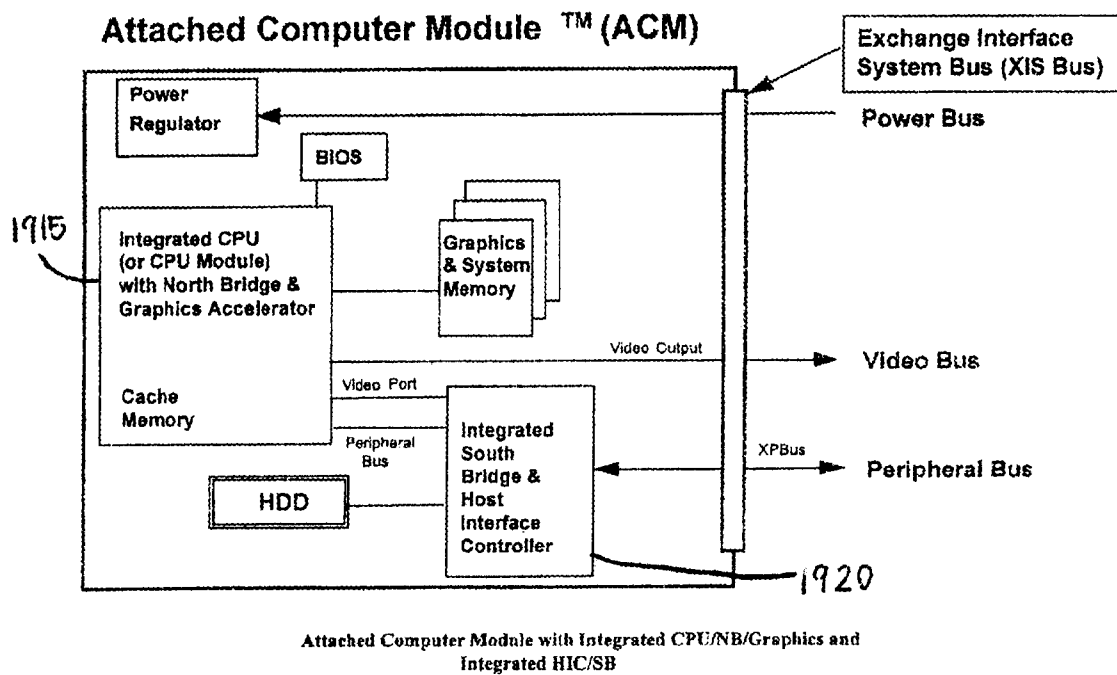 Attached Computer Module ™ (ACM)
Exchange Interface
System Bus (XIS Bus)
Power
Regulator
Power Bus
BIOS
1915
Integrated CPU
(or CPU Module)
with North Bridge &
Graphics Accelerator
Graphics
& System
Memory
Video Output
Video Bus
Cache
Memory
Video Port
Peripheral
Bus
Integrated
South
Bridge &
Host
Interface
Controller
XPBus
Peripheral Bus
HDD
1920
Attached Computer Module with Integrated CPU/NB/Graphics and
Integrated HIC/SB